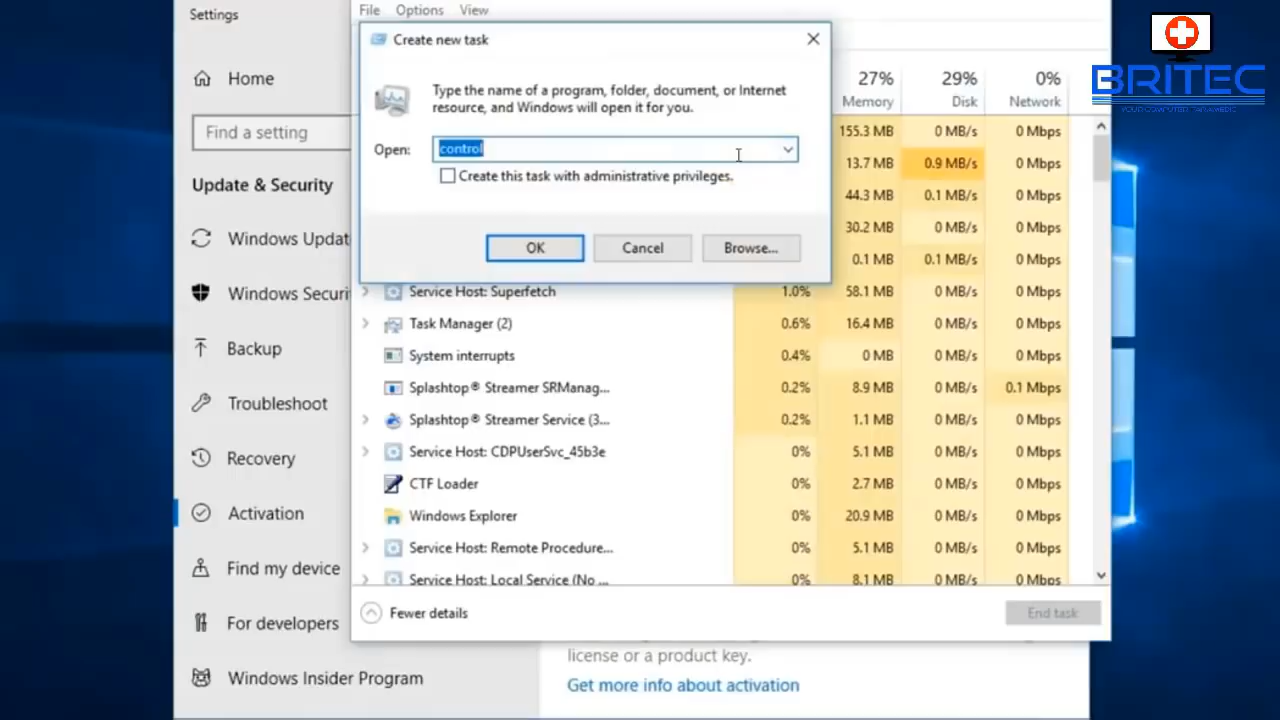 Settings
File Options View
BRITEC
Create new task
Home
Find a setting
Update & Security
Windows Updat
Windows Securi
Backup
Troubleshoot
Recovery
Activation
Find my device
For developers
Windows Insider Program
Type the name of a program, folder, document, or Internet
resource, and Windows will open it for you.
Open: control
Create this task with administrative privileges.
OK Cancel Browse...
27% 29% 0%
Memory Disk Network
155.3 MB 0 MB/s 0 Mbps
13.7 MB 0.9 MB/s 0 Mbps
44.3 MB 0.1 MB/s 0 Mbps
30.2 MB 0 MB/s 0 Mbps
0.1 MB 0.1 MB/s 0 Mbps
Service Host: Superfetch 1.0% 58.1 MB 0 MB/s 0 Mbps
Task Manager (2) 0.6% 16.4 MB 0 MB/s 0 Mbps
System interrupts 0.4% 0 MB 0 MB/s 0 Mbps
Splashtop® Streamer SRManag... 0.2% 8.9 MB 0 MB/s 0.1 Mbps
Splashtop® Streamer Service (3... 0.2% 1.1 MB 0 MB/s 0 Mbps
Service Host: CDPUserSvc_45b3e 0% 5.1 MB 0 MB/s 0 Mbps
CTF Loader 0% 2.7 MB 0 MB/s 0 Mbps
Windows Explorer 0% 20.9 MB 0 MB/s 0 Mbps
Service Host: Remote Procedure... 0% 5.1 MB 0 MB/s 0 Mbps
Service Host: Local Service (No ... 0% 8.1 MB 0 MB/s 0 Mbps
Fewer details End task
license or a product key.
Get more info about activation